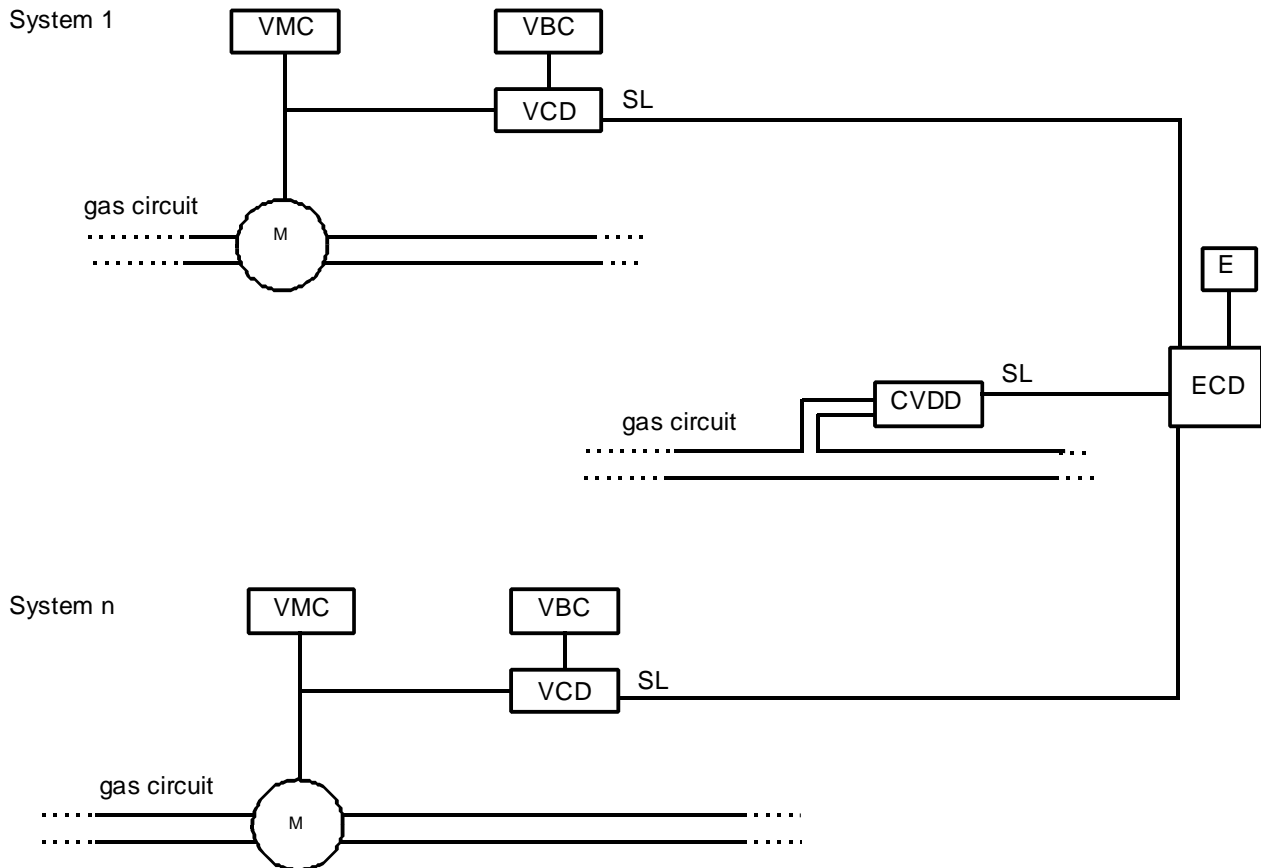 System 1
VMC
VBC
VCD
SL
gas circuit
M
E
ECD
SL
CVDD
gas circuit
System n
VMC
VBC
VCD
SL
gas circuit
M